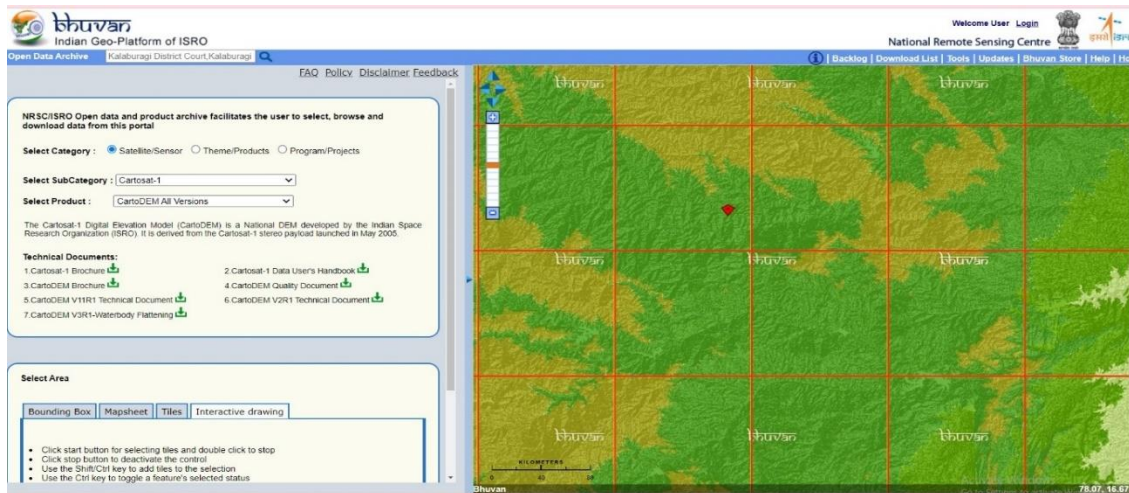 bhuvan
Indian Geo-Platform of ISRO
Welcome User Login
National Remote Sensing Centre
Open Data Archive
Kalaburagi District Court,Kalaburagi
| Backlog | Download List | Tools | Updates | Bhuvan Store | Help |
FAQ Policy Disclaimer Feedback
NRSC/ISRO Open data and product archive facilitates the user to select, browse and
download data from this portal
Select Category : Satellite/Sensor Theme/Products Program/Projects
Select SubCategory : Cartosat-1
Select Product : CartoDEM All Versions
The Cartosat-1 Digital Elevation Model (CartoDEM) is a National DEM developed by the Indian Space
Research Organization (ISRO). It is derived from the Cartosat-1 stereo payload launched in May 2005.
Technical Documents:
1.Cartosat-1 Brochure
2.Cartosat-1 Data User's Handbook
3.CartoDEM Brochure
4.CartoDEM Quality Document
5.CartoDEM V11R1 Technical Document
6.CartoDEM V2R1 Technical Document
7.CartoDEM V3R1-Waterbody Flattening
Select Area
Bounding Box Mapsheet Tiles Interactive drawing
Click start button for selecting tiles and double click to stop
Click stop button to deactivate the control
Use the Shift/Ctrl key to add tiles to the selection
Use the Ctrl key to toggle a feature's selected status
bhuvan bhuvan bhuvan
bhuvan bhuvan bhuvan
bhuvan bhuvan bhuvan
KILOMETERS
Bhuvan
78.07, 16.67